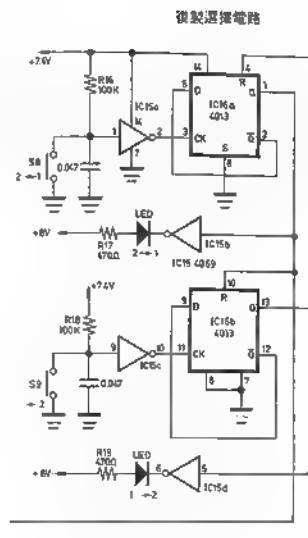 複製選擇電路
+7.4V
R16
100K
IC15a
14
14
4
R
5
D
Q
1
IC16a
4013
1
2
3
CK
Q
2
S
7
6
S8
2→1
0.047
+8V
R17
470Ω
LED
2→1
IC15b
IC15 4069
+7.4V
R18
100K
10
R
9
D
Q
13
IC16b
4013
9
10
11
CK
Q
12
IC15c
8
7
S9
0.047
R19
470Ω
LED
+8V
6
5
1→2
IC15d